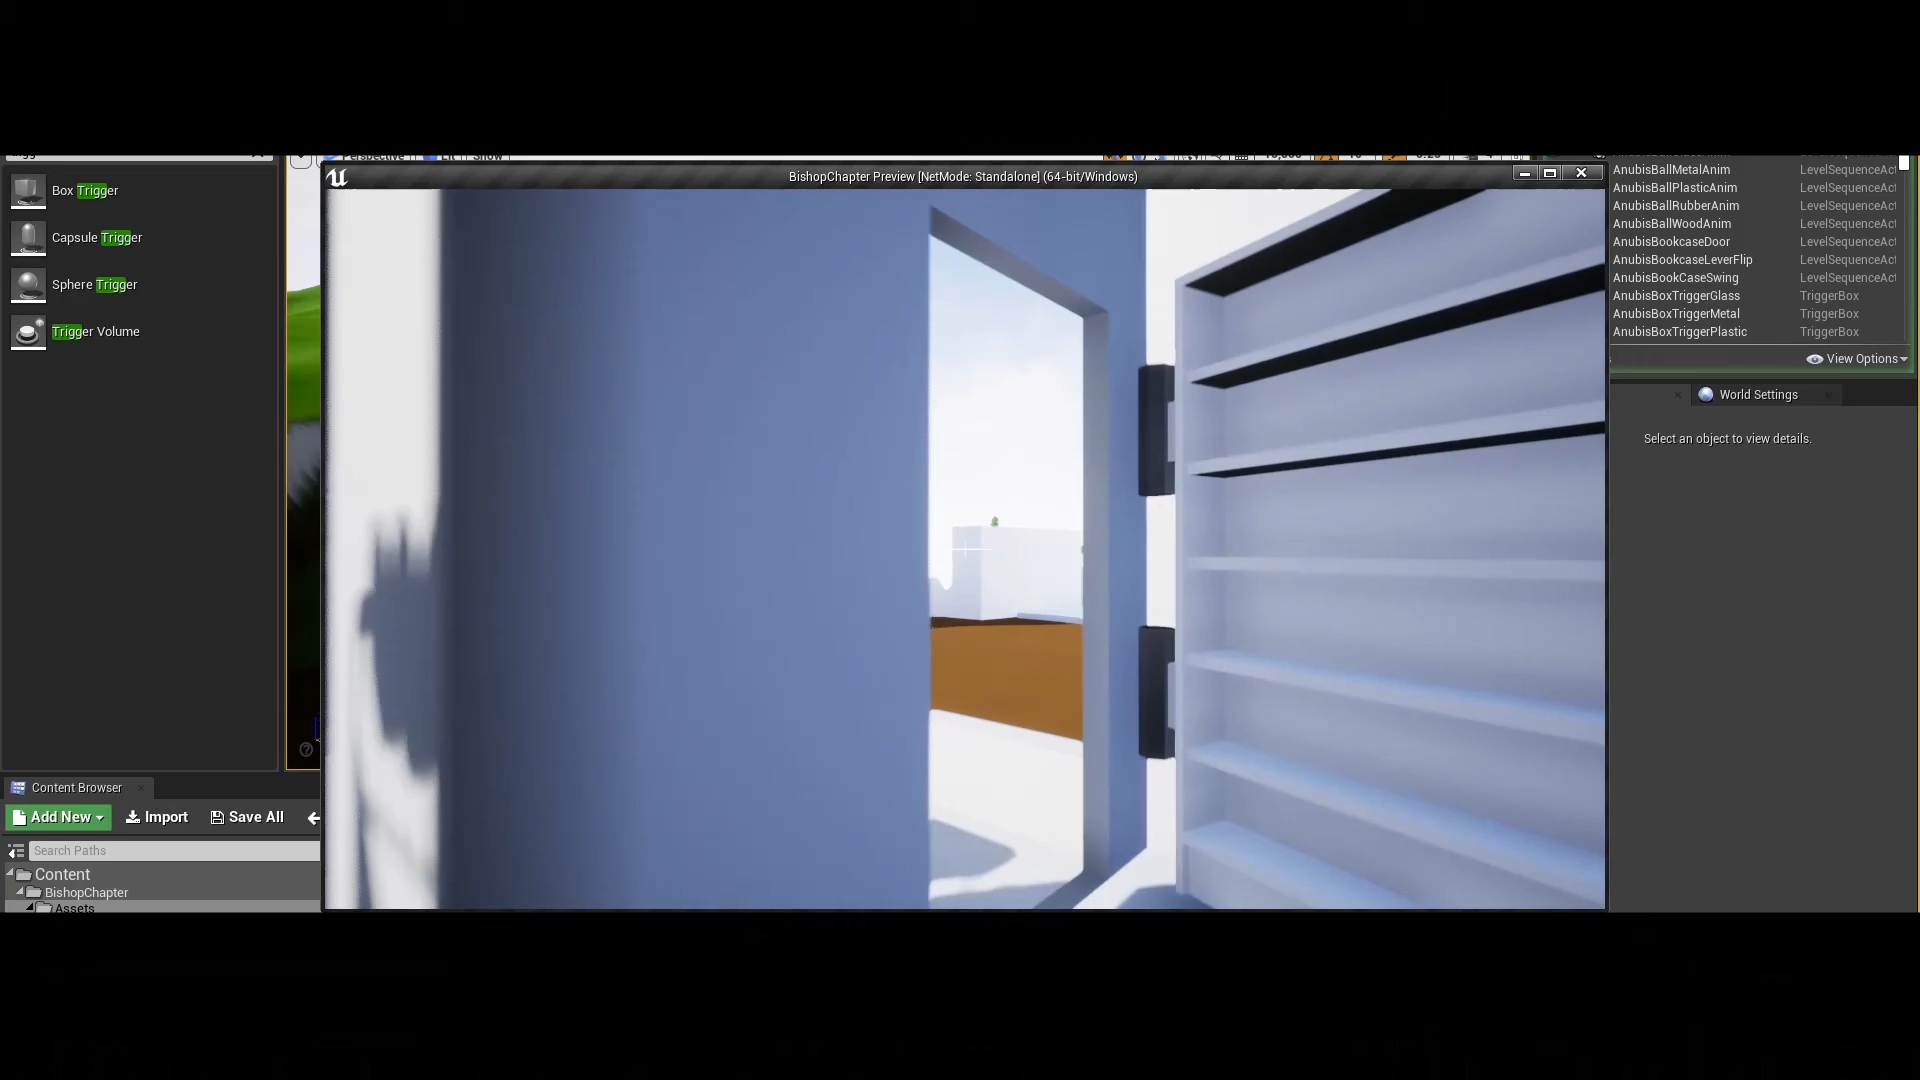 Perspective Lit Show
BishopChapter Preview [NetMode: Standalone] (64-bit/Windows)
Box Trigger
Capsule Trigger
Sphere Trigger
Trigger Volume
AnubisBallMetalAnim LevelSequenceAct
AnubisBallPlasticAnim LevelSequenceAct
AnubisBallRubberAnim LevelSequenceAct
AnubisBallWoodAnim LevelSequenceAct
AnubisBookcaseDoor LevelSequenceAct
AnubisBookcaseLeverFlip LevelSequenceAct
AnubisBookCaseSwing LevelSequenceAct
AnubisBoxTriggerGlass TriggerBox
AnubisBoxTriggerMetal TriggerBox
AnubisBoxTriggerPlastic TriggerBox
View Options
World Settings
Select an object to view details.
Content Browser
Add New Import Save All
Search Paths
Content
BishopChapter
Assets